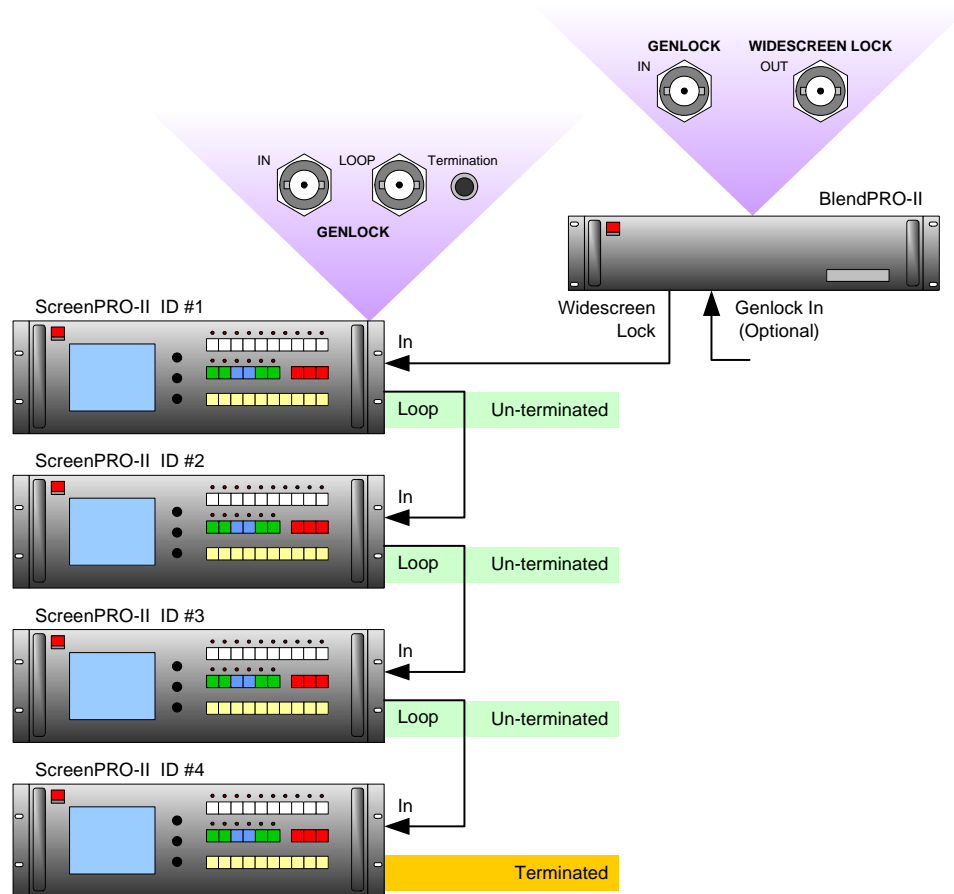 GENLOCK WIDESCREEN LOCK
IN OUT
IN LOOP Termination
GENLOCK
BlendPRO-II
ScreenPRO-II ID #1
Widescreen
Lock
Genlock In
(Optional)
In
Loop Un-terminated
ScreenPRO-II ID #2
In
Loop Un-terminated
ScreenPRO-II ID #3
In
Loop Un-terminated
ScreenPRO-II ID #4
In
Terminated